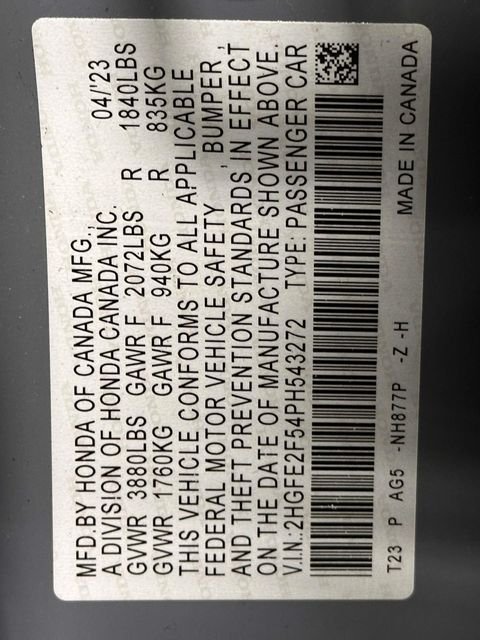 MFD.BY HONDA OF CANADA MFG., 04/'23
A DIVISION OF HONDA CANADA INC.
GVWR 3880LBS GAWR F 2072LBS R 1840LBS
GVWR 1760KG GAWR F 940KG R 835KG
THIS VEHICLE CONFORMS TO ALL APPLICABLE
FEDERAL MOTOR VEHICLE SAFETY, BUMPER,
AND THEFT PREVENTION STANDARDS IN EFFECT
ON THE DATE OF MANUFACTURE SHOWN ABOVE.
V.I.N.:2HGFE2F54PH543272 TYPE: PASSENGER CAR
T23 P AG5 -NH877P -Z -H MADE IN CANADA